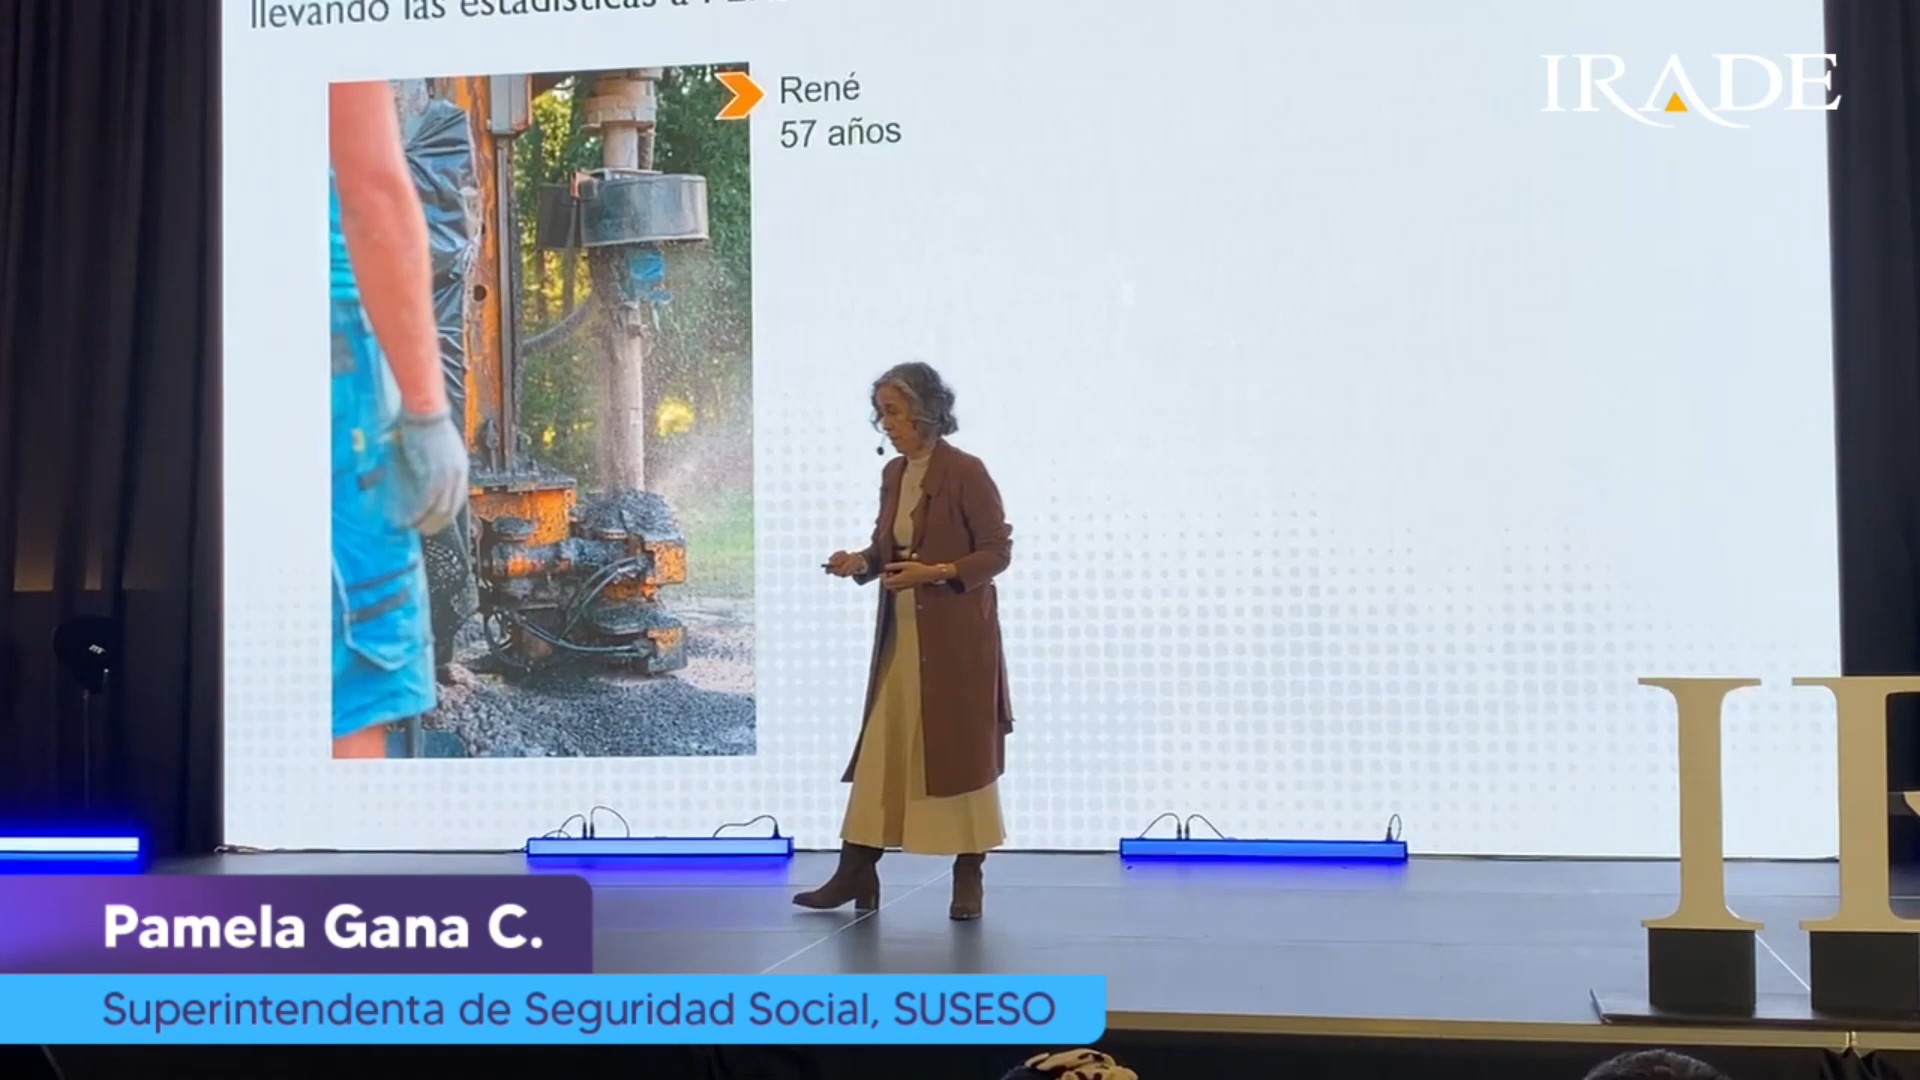 llevando las estadísticas a
IRADE
René
57 años
Pamela Gana C.
Superintendenta de Seguridad Social, SUSESO